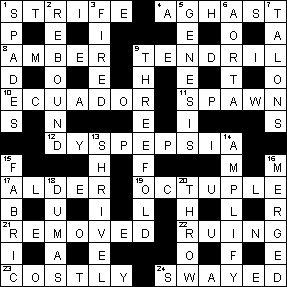 STRIFE AGHAST
P E I E O A
AMBER TENDRIL
D O E H E T O
ECUADOR SPAWN
S N E I S
DYSPEPSIA
F H F M M
ALDER OCTUPLE
B U I L H L R
REMOVED RUING
I A E O F E
COSTLY SWAYED